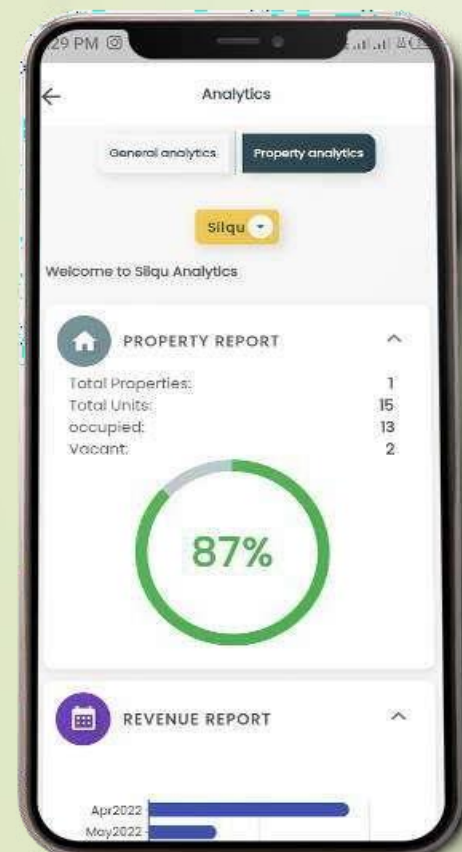 :29 PM
Analytics
General analytics Property analytics
Silqu
Welcome to Silqu Analytics
PROPERTY REPORT
Total Properties: 1
Total Units: 15
occupied: 13
Vacant: 2
87%
REVENUE REPORT
Apr2022
May2022